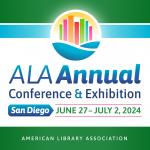 ALA Annual
Conference & Exhibition
San Diego JUNE 27–JULY 2, 2024
AMERICAN LIBRARY ASSOCIATION